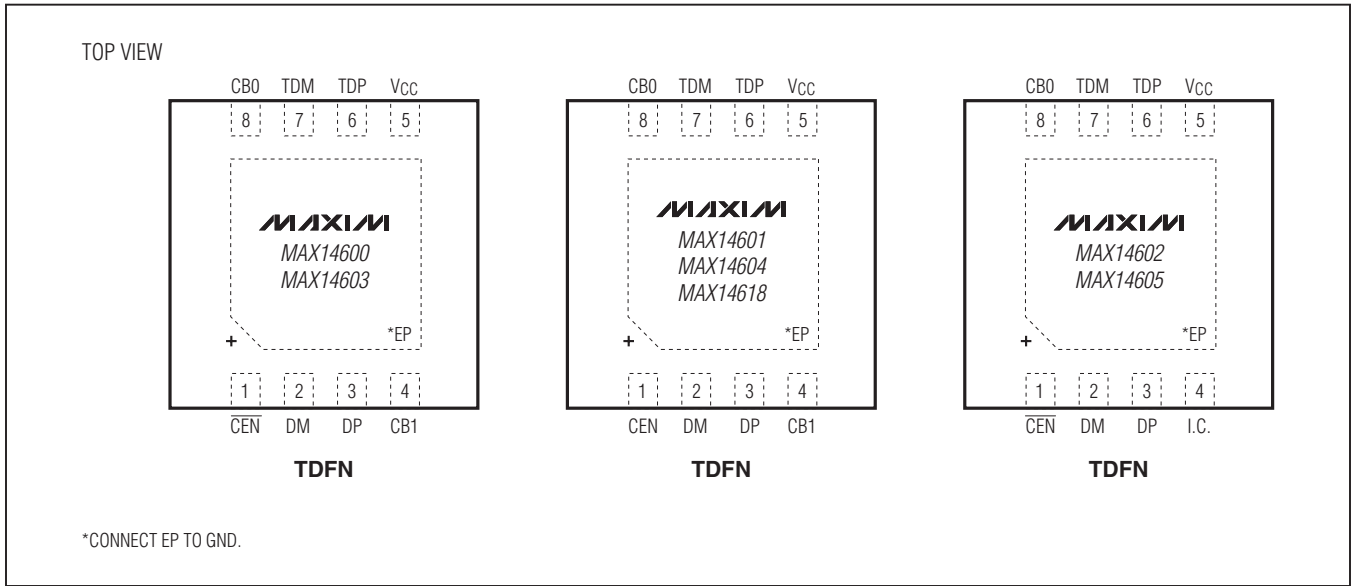 TOP VIEW
CB0 TDM TDP VCC
8 7 6 5
MAXIM
MAX14600
MAX14603
*EP
+
1 2 3 4
C̅E̅N̅ DM DP CB1
TDFN
CB0 TDM TDP VCC
8 7 6 5
MAXIM
MAX14601
MAX14604
MAX14618
*EP
+
1 2 3 4
CEN DM DP CB1
TDFN
CB0 TDM TDP VCC
8 7 6 5
MAXIM
MAX14602
MAX14605
*EP
+
1 2 3 4
C̅E̅N̅ DM DP I.C.
TDFN
*CONNECT EP TO GND.